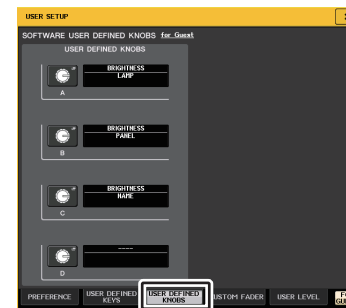 USER SETUP
SOFTWARE USER DEFINED KNOBS for Guest
USER DEFINED KNOBS
BRIGHTNESS
LAMP
A
BRIGHTNESS
PANEL
B
BRIGHTNESS
NAME
C
----
D
PREFERENCE
USER DEFINED
KEYS
USER DEFINED
KNOBS
USTOM FADER
USER LEVEL